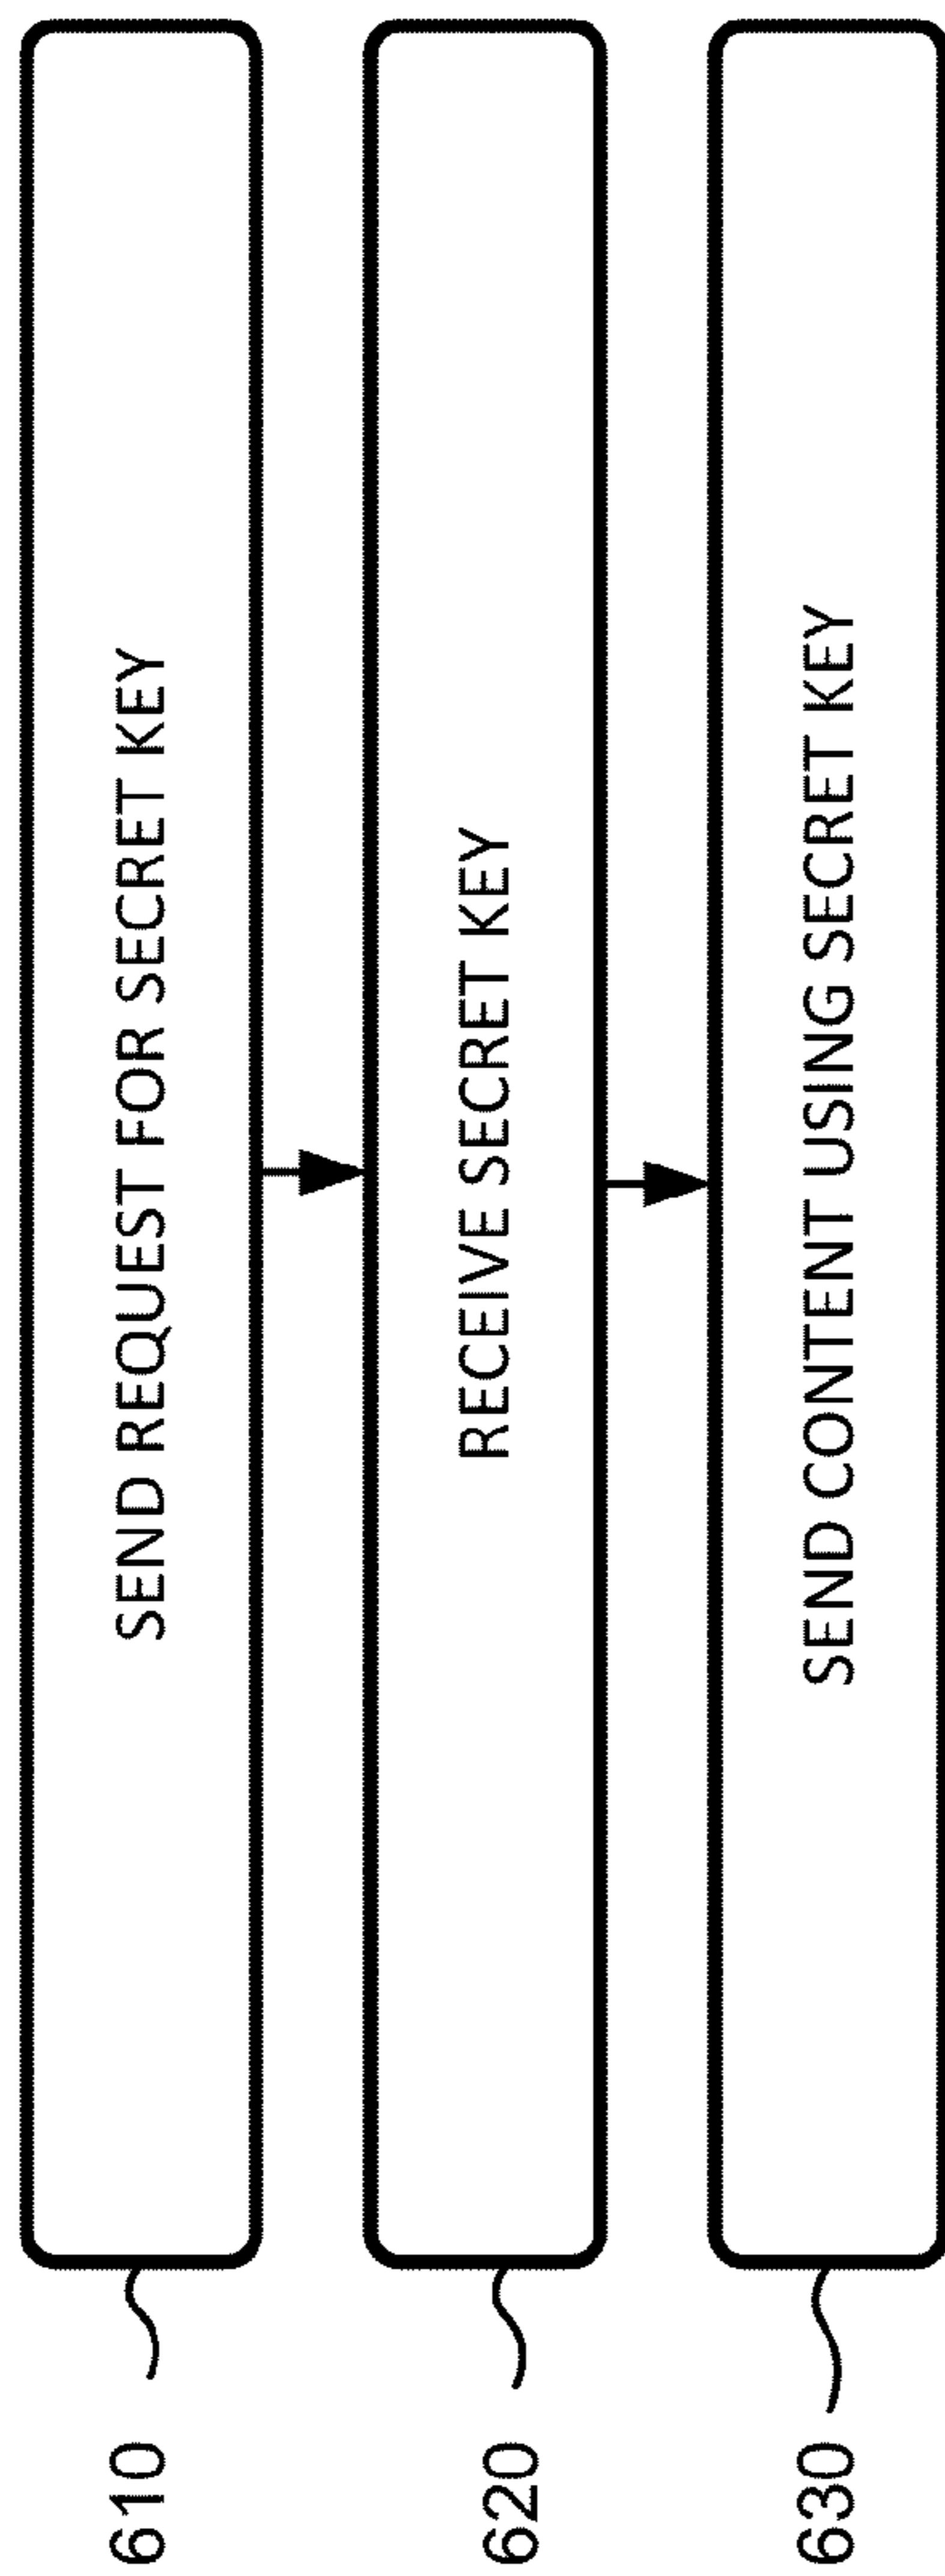 610
SEND REQUEST FOR SECRET KEY
620
RECEIVE SECRET KEY
630
SEND CONTENT USING SECRET KEY